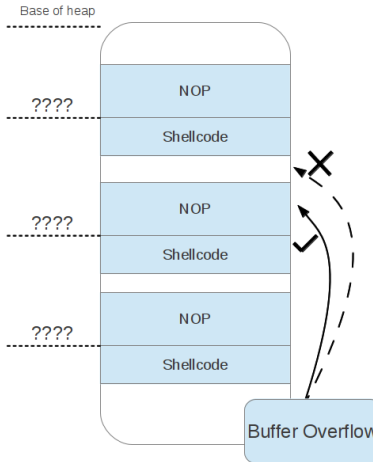 Base of heap
NOP
????
Shellcode
NOP
????
Shellcode
NOP
????
Shellcode
Buffer Overflow